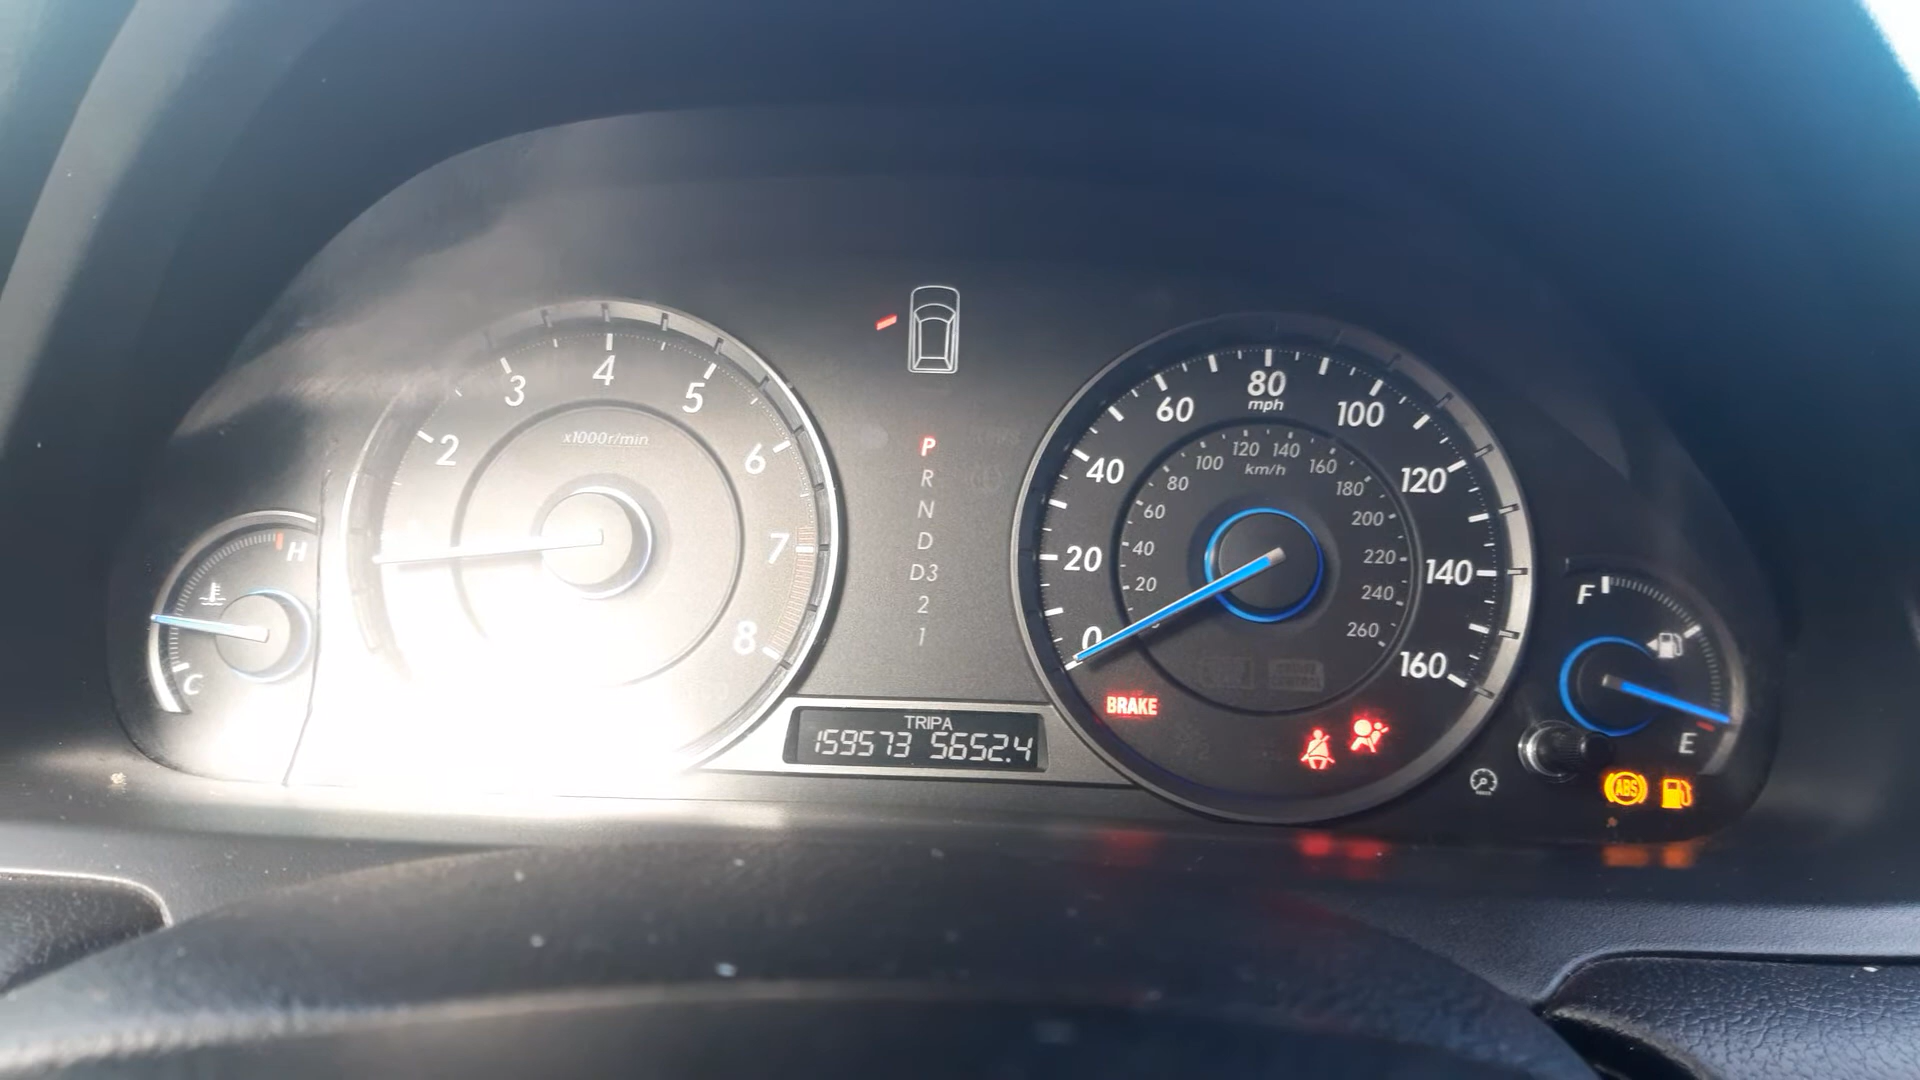 H
C
2
3
4
5
6
7
8
x1000r/min
P
R
N
D
D3
2
1
TRIPA
159573 5652.4
0
20
40
60
80
100
120
140
160
mph
20
40
60
80
100
120
140
160
180
200
220
240
260
km/h
BRAKE
F
E
ABS